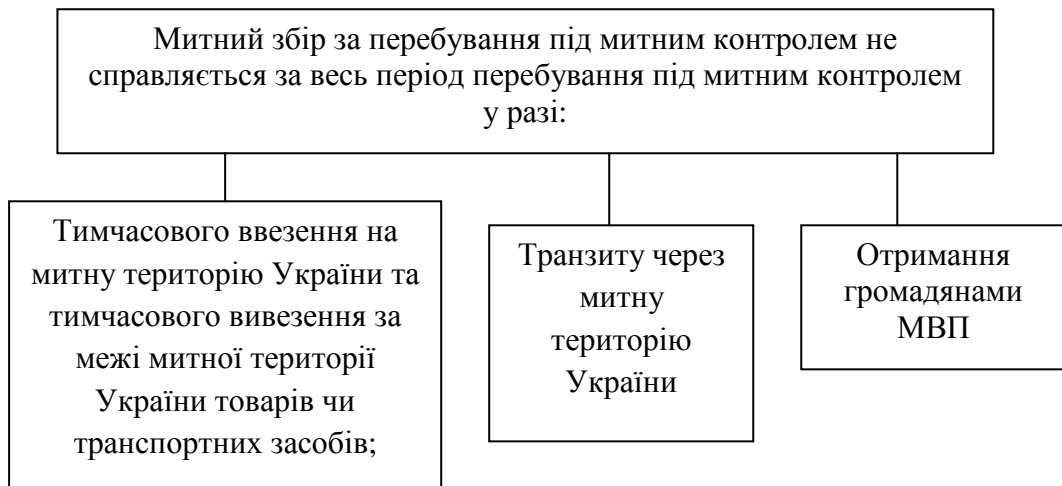 Митний збір за перебування під митним контролем не
справляється за весь період перебування під митним контролем
у разі:
Тимчасового ввезення на
митну територію України та
тимчасового вивезення за
межі митної території
України товарів чи
транспортних засобів;
Транзиту через
митну
територію
України
Отримання
громадянами
МВП